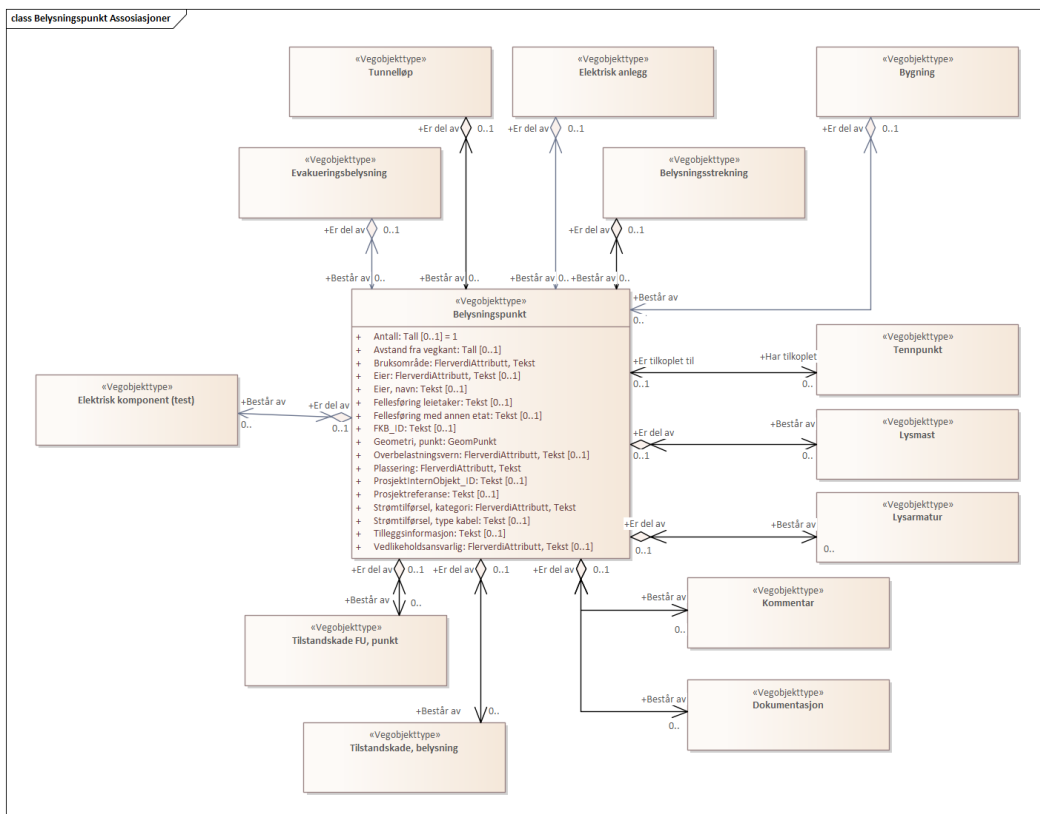 class Belysningspunkt Assosiasjoner
«Vegobjekttype»
Tunnelløp
«Vegobjekttype»
Elektrisk anlegg
«Vegobjekttype»
Bygning
+Er del av 0..1
+Er del av 0..1
+Er del av 0..1
«Vegobjekttype»
Evakueringsbelysning
«Vegobjekttype»
Belysningsstrekning
+Er del av 0..1
+Er del av 0..1
+Består av 0..
+Består av 0..
+Består av 0..
+Består av 0..
+Består av
0..
«Vegobjekttype»
Belysningspunkt
+ Antall: Tall [0..1] = 1
+ Avstand fra vegkant: Tall [0..1]
+ Bruksområde: FlerverdiAttributt, Tekst
+ Eier: FlerverdiAttributt, Tekst [0..1]
+ Eier, navn: Tekst [0..1]
+ Fellesføring leietaker: Tekst [0..1]
+ Fellesføring med annen etat: Tekst [0..1]
+ FKB_ID: Tekst [0..1]
+ Geometri, punkt: GeomPunkt
+ Overbelastningsvern: FlerverdiAttributt, Tekst [0..1]
+ Plassering: FlerverdiAttributt, Tekst
+ ProsjektInternObjekt_ID: Tekst [0..1]
+ Prosjektreferanse: Tekst [0..1]
+ Strømtilførsel, kategori: FlerverdiAttributt, Tekst
+ Strømtilførsel, type kabel: Tekst [0..1]
+ Tilleggsinformasjon: Tekst [0..1]
+ Vedlikeholdsansvarlig: FlerverdiAttributt, Tekst [0..1]
+Er tilkoplet til
0..1
+Har tilkoplet
0..
«Vegobjekttype»
Tennpunkt
«Vegobjekttype»
Elektrisk komponent (test)
+Består av
0..
+Er del av
0..1
+Er del av
0..1
+Består av
0..
«Vegobjekttype»
Lysmast
+Er del av
0..1
+Består av
0..
«Vegobjekttype»
Lysarmatur
+Er del av 0..1
+Er del av 0..1
+Er del av 0..1
+Består av 0..
«Vegobjekttype»
Tilstandskade FU, punkt
+Består av
0..
«Vegobjekttype»
Kommentar
+Består av
0..
«Vegobjekttype»
Dokumentasjon
+Består av 0..
«Vegobjekttype»
Tilstandskade, belysning